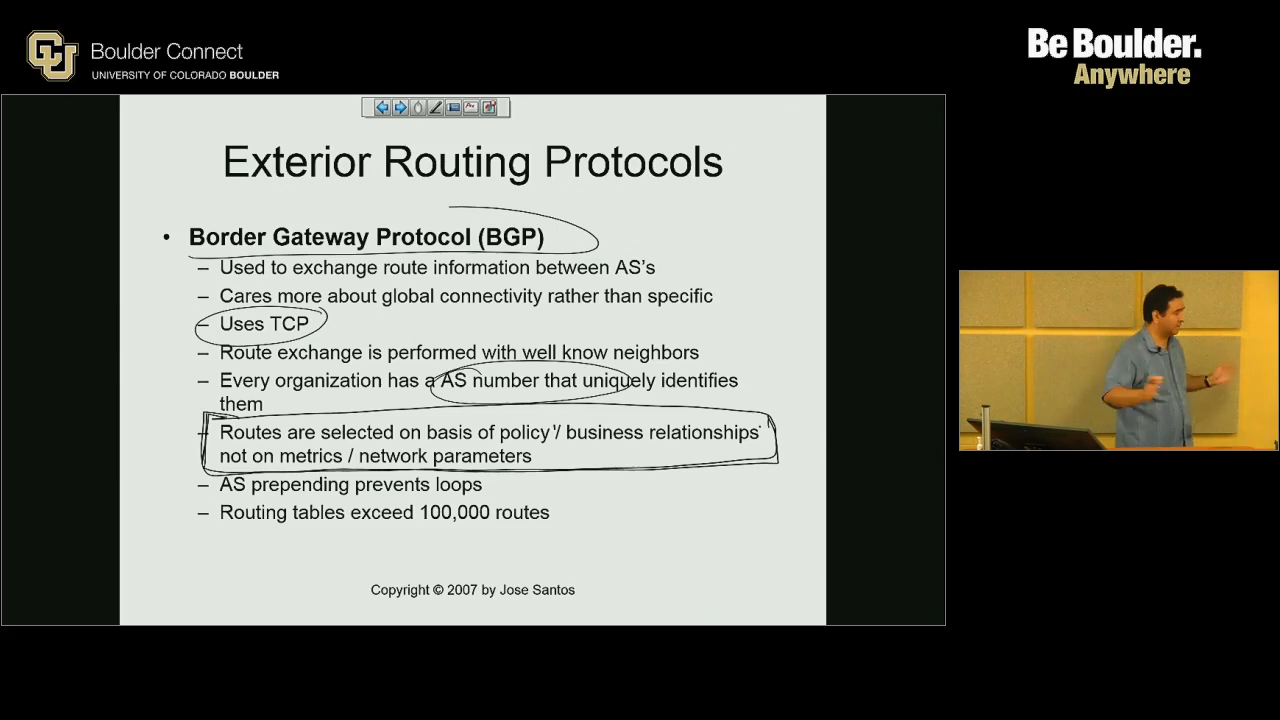 Boulder Connect
UNIVERSITY OF COLORADO BOULDER
Be Boulder.
Anywhere
Exterior Routing Protocols
• Border Gateway Protocol (BGP)
– Used to exchange route information between AS's
– Cares more about global connectivity rather than specific
– Uses TCP
– Route exchange is performed with well know neighbors
– Every organization has a AS number that uniquely identifies
them
– Routes are selected on basis of policy / business relationships
not on metrics / network parameters
– AS prepending prevents loops
– Routing tables exceed 100,000 routes
Copyright © 2007 by Jose Santos